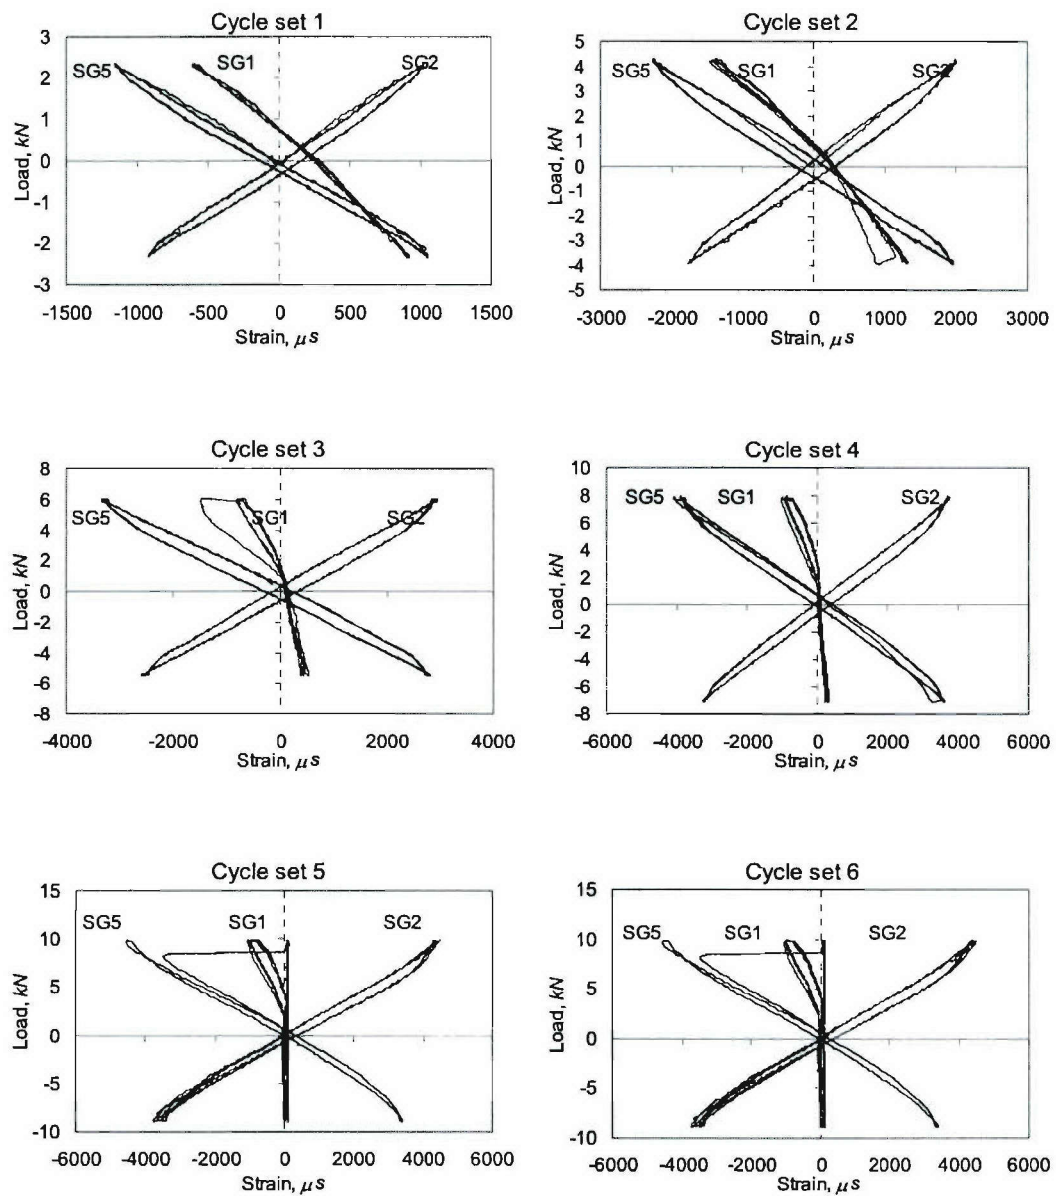 Cycle set 1
3
2
1
0
-1
-2
-3
Load, kN
SG5
SG1
SG2
-1500 -1000 -500 0 500 1000 1500
Strain, μs
Cycle set 2
5
4
3
2
1
0
-1
-2
-3
-4
-5
Load, kN
SG5
SG1
SG2
-3000 -2000 -1000 0 1000 2000 3000
Strain, μs
Cycle set 3
8
6
4
2
0
-2
-4
-6
-8
Load, kN
SG5
SG1
SG2
-4000 -2000 0 2000 4000
Strain, μs
Cycle set 4
10
8
6
4
2
0
-2
-4
-6
-8
Load, kN
SG5
SG1
SG2
-6000 -4000 -2000 0 2000 4000 6000
Strain, μs
Cycle set 5
15
10
5
0
-5
-10
Load, kN
SG5
SG1
SG2
-6000 -4000 -2000 0 2000 4000 6000
Strain, μs
Cycle set 6
15
10
5
0
-5
-10
Load, kN
SG5
SG1
SG2
-6000 -4000 -2000 0 2000 4000 6000
Strain, μs